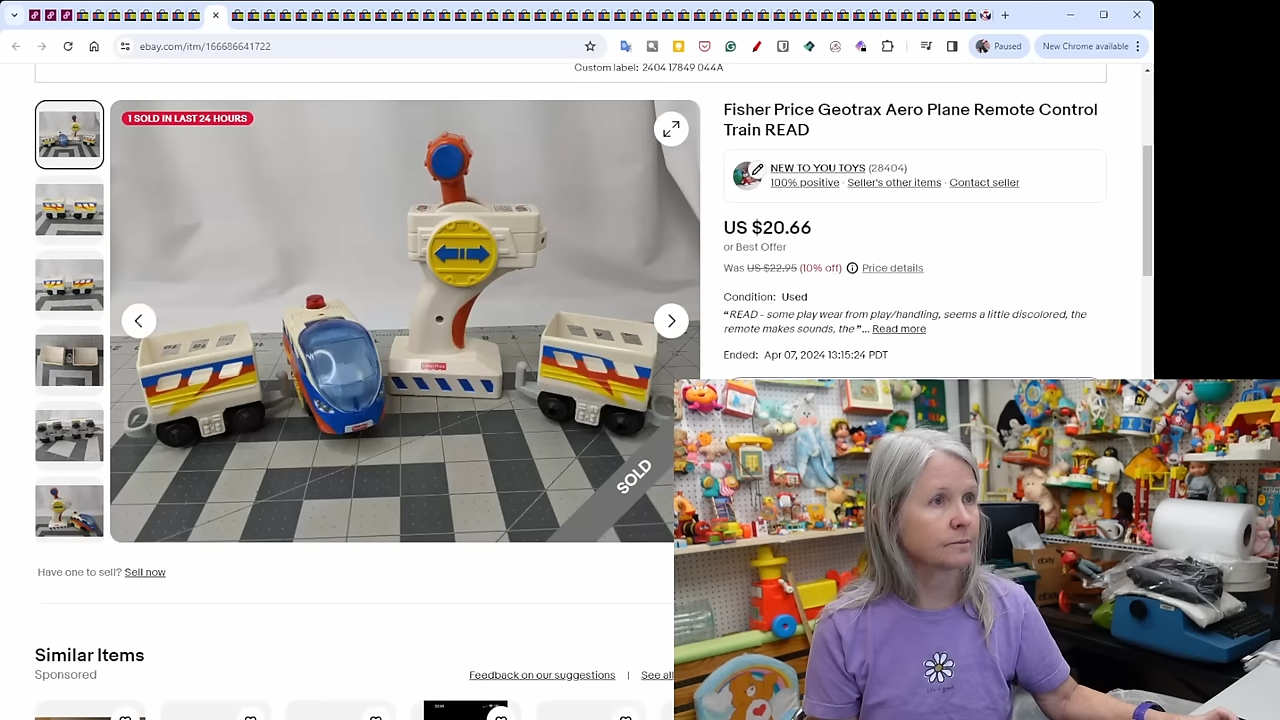 ebay.com/itm/166686641722
Paused
New Chrome available
Custom label: 2404 17849 044A
1 SOLD IN LAST 24 HOURS
Fisher Price Geotrax Aero Plane Remote Control
Train READ
NEW TO YOU TOYS (28404)
100% positive · Seller's other items · Contact seller
US $20.66
or Best Offer
Was US $22.95 (10% off) Price details
Condition: Used
“READ - some play wear from play/handling, seems a little discolored, the
remote makes sounds, the ”... Read more
Ended: Apr 07, 2024 13:15:24 PDT
SOLD
Have one to sell? Sell now
Similar Items
Sponsored
Feedback on our suggestions | See all